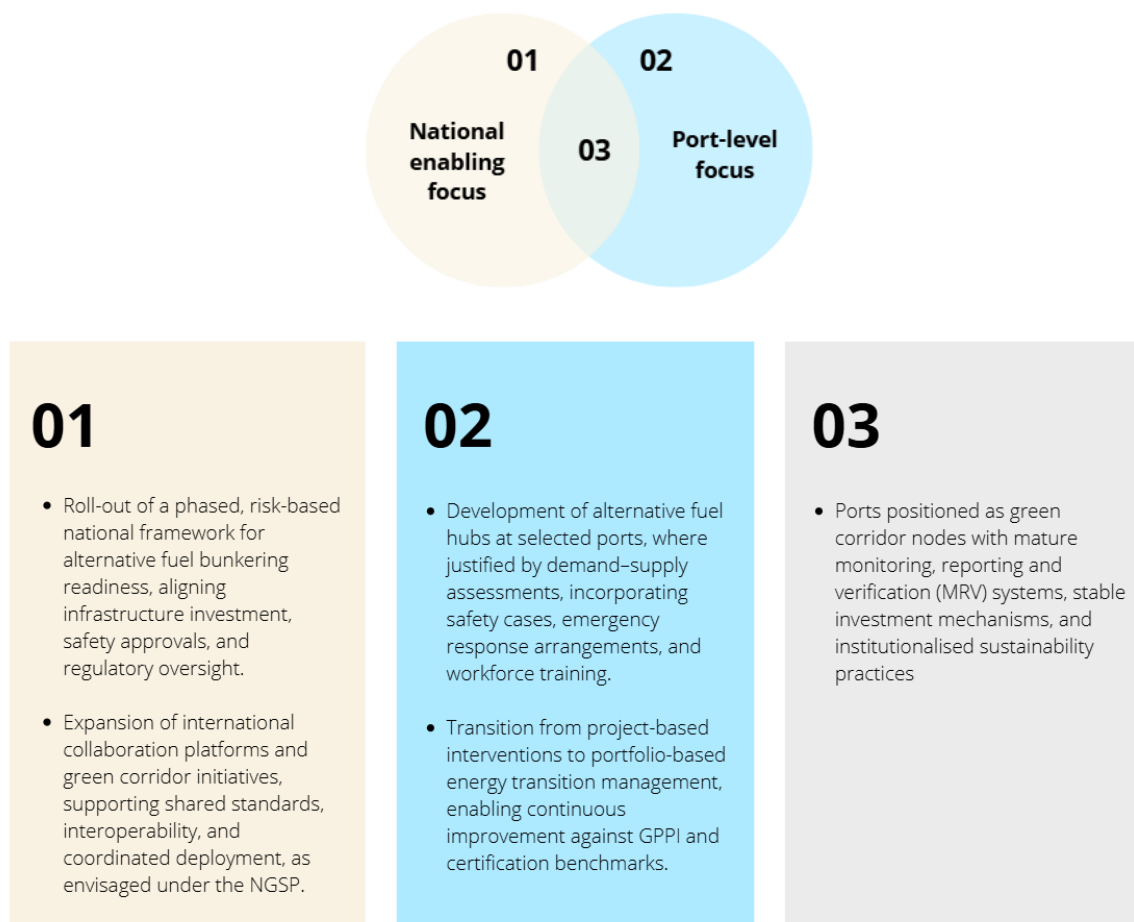 01
02
National
enabling
focus
03
Port-level
focus
01
• Roll-out of a phased, risk-based
national framework for
alternative fuel bunkering
readiness, aligning
infrastructure investment,
safety approvals, and
regulatory oversight.
• Expansion of international
collaboration platforms and
green corridor initiatives,
supporting shared standards,
interoperability, and
coordinated deployment, as
envisaged under the NGSP.
02
• Development of alternative fuel
hubs at selected ports, where
justified by demand–supply
assessments, incorporating
safety cases, emergency
response arrangements, and
workforce training.
• Transition from project-based
interventions to portfolio-based
energy transition management,
enabling continuous
improvement against GPPI and
certification benchmarks.
03
• Ports positioned as green
corridor nodes with mature
monitoring, reporting and
verification (MRV) systems, stable
investment mechanisms, and
institutionalised sustainability
practices